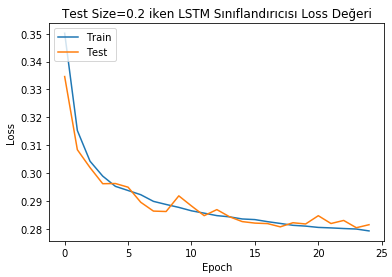 Test Size=0.2 iken LSTM Sınıflandırıcısı Loss Değeri
Train
Test
Loss
0.35
0.34
0.33
0.32
0.31
0.30
0.29
0.28
0 5 10 15 20 25
Epoch